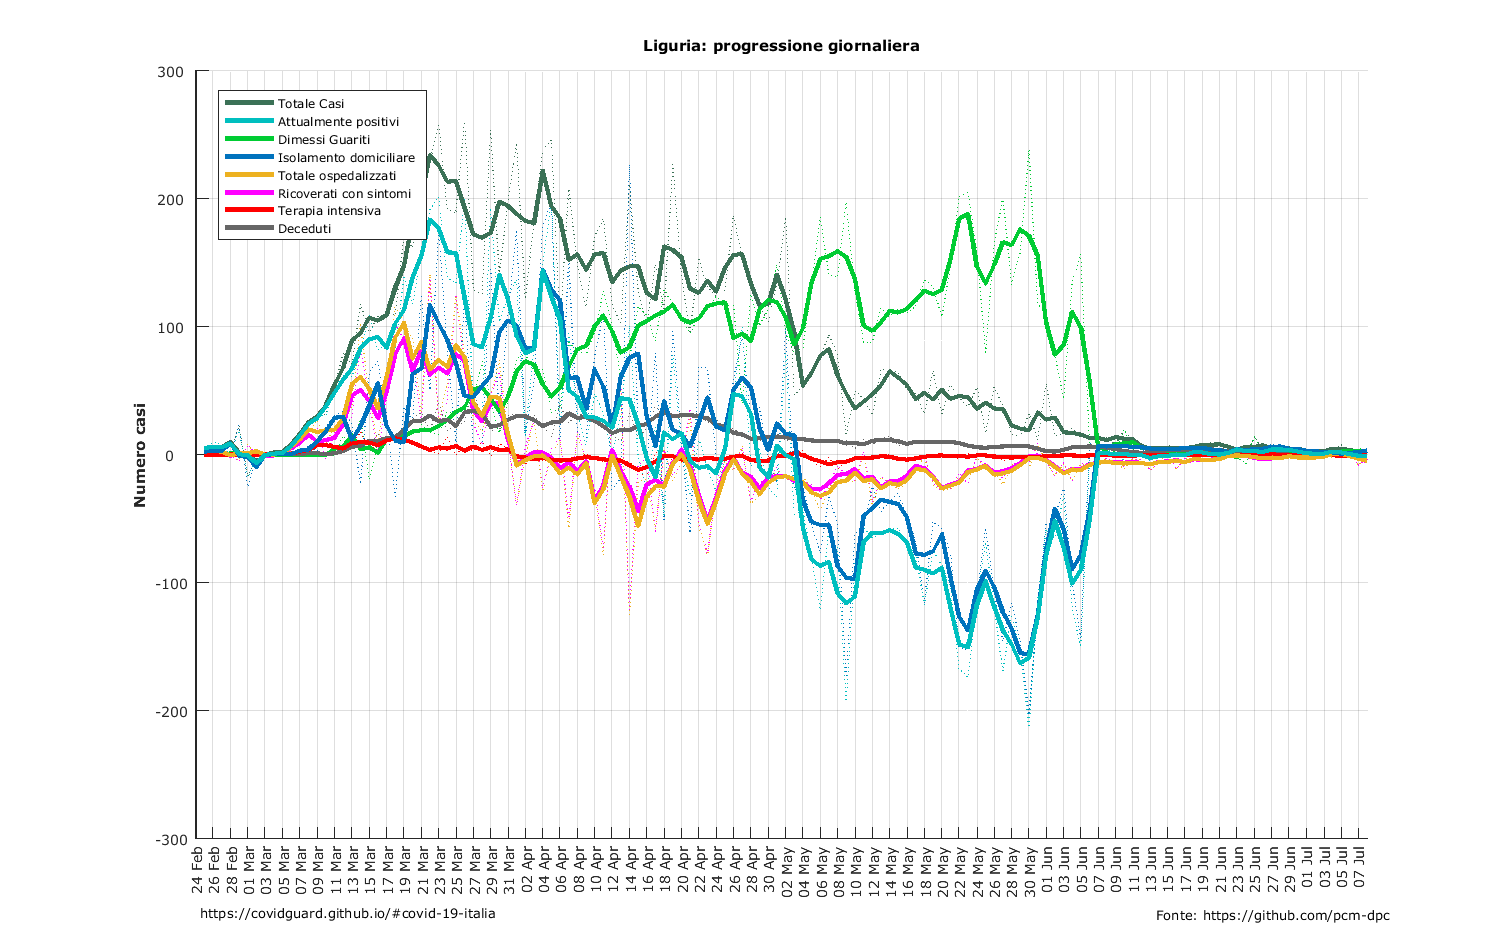 Liguria: progressione giornaliera
Numero casi
300
200
100
0
-100
-200
-300
Totale Casi
Attualmente positivi
Dimessi Guariti
Isolamento domiciliare
Totale ospedalizzati
Ricoverati con sintomi
Terapia intensiva
Deceduti
24 Feb
26 Feb
28 Feb
01 Mar
03 Mar
05 Mar
07 Mar
09 Mar
11 Mar
13 Mar
15 Mar
17 Mar
19 Mar
21 Mar
23 Mar
25 Mar
27 Mar
29 Mar
31 Mar
02 Apr
04 Apr
06 Apr
08 Apr
10 Apr
12 Apr
14 Apr
16 Apr
18 Apr
20 Apr
22 Apr
24 Apr
26 Apr
28 Apr
30 Apr
02 May
04 May
06 May
08 May
10 May
12 May
14 May
16 May
18 May
20 May
22 May
24 May
26 May
28 May
30 May
01 Jun
03 Jun
05 Jun
07 Jun
09 Jun
11 Jun
13 Jun
15 Jun
17 Jun
19 Jun
21 Jun
23 Jun
25 Jun
27 Jun
29 Jun
01 Jul
03 Jul
05 Jul
07 Jul
https://covidguard.github.io/#covid-19-italia
Fonte: https://github.com/pcm-dpc